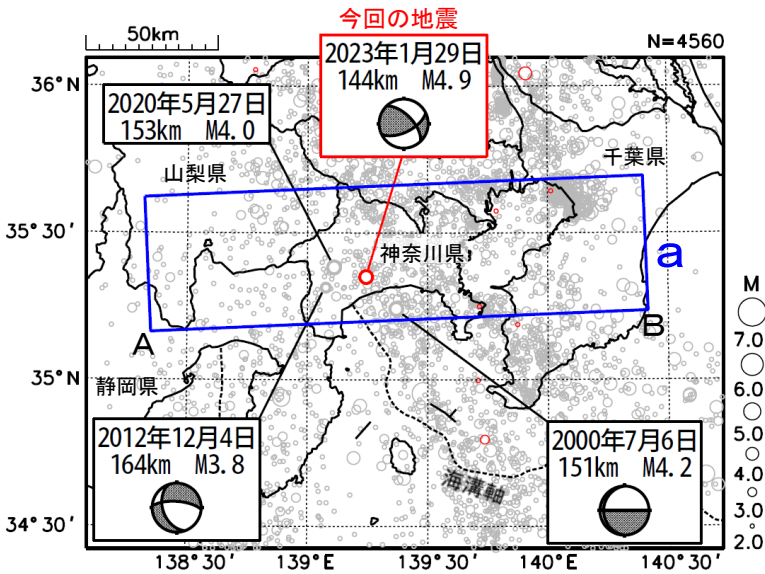 今回の地震
50km
N=4560
2023年1月29日
144km M4.9
36°N
2020年5月27日
153km M4.0
山梨県
千葉県
35°30′
神奈川県
a
A
B
M
7.0
6.0
5.0
4.0
3.0
2.0
35°N
静岡県
2012年12月4日
164km M3.8
2000年7月6日
151km M4.2
海溝軸
34°30′
138°30′
139°E
139°30′
140°E
140°30′